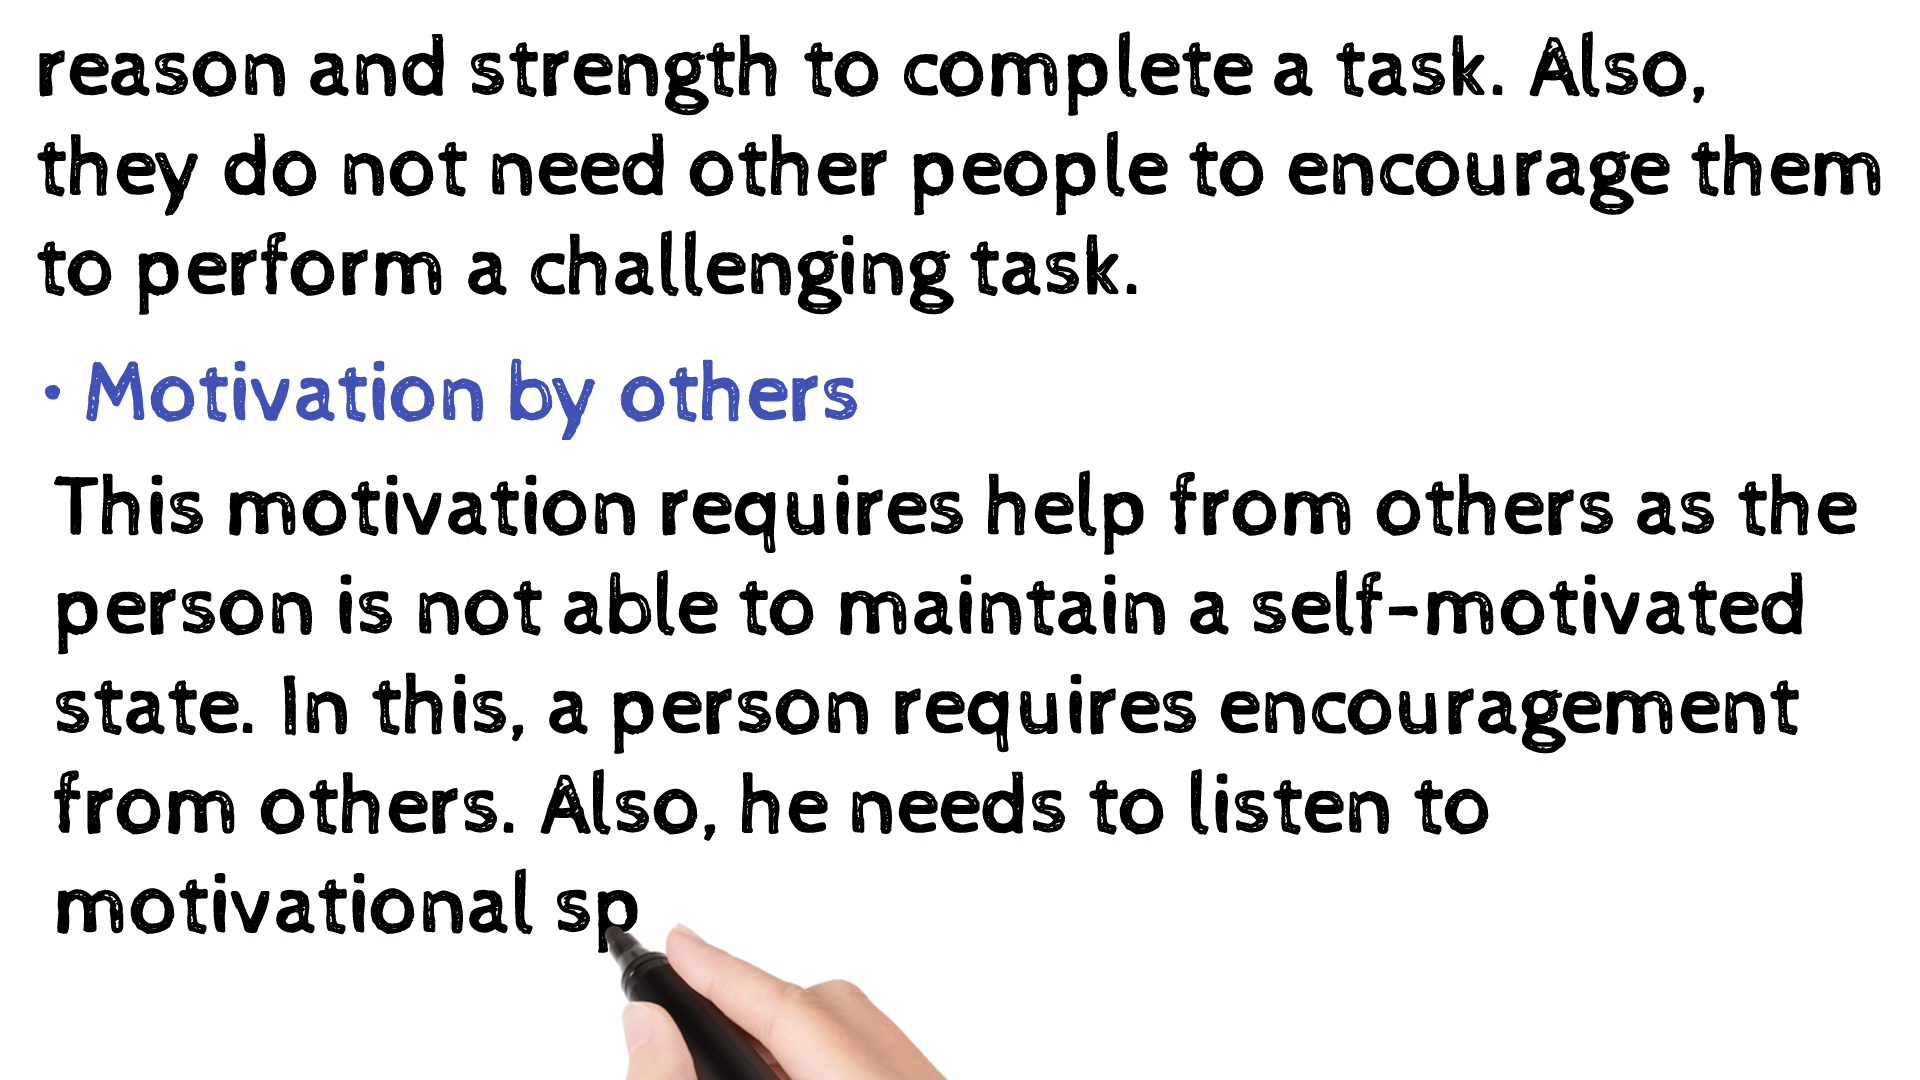 reason and strength to complete a task. Also,
they do not need other people to encourage them
to perform a challenging task.
• Motivation by others
This motivation requires help from others as the
person is not able to maintain a self-motivated
state. In this, a person requires encouragement
from others. Also, he needs to listen to
motivational sp